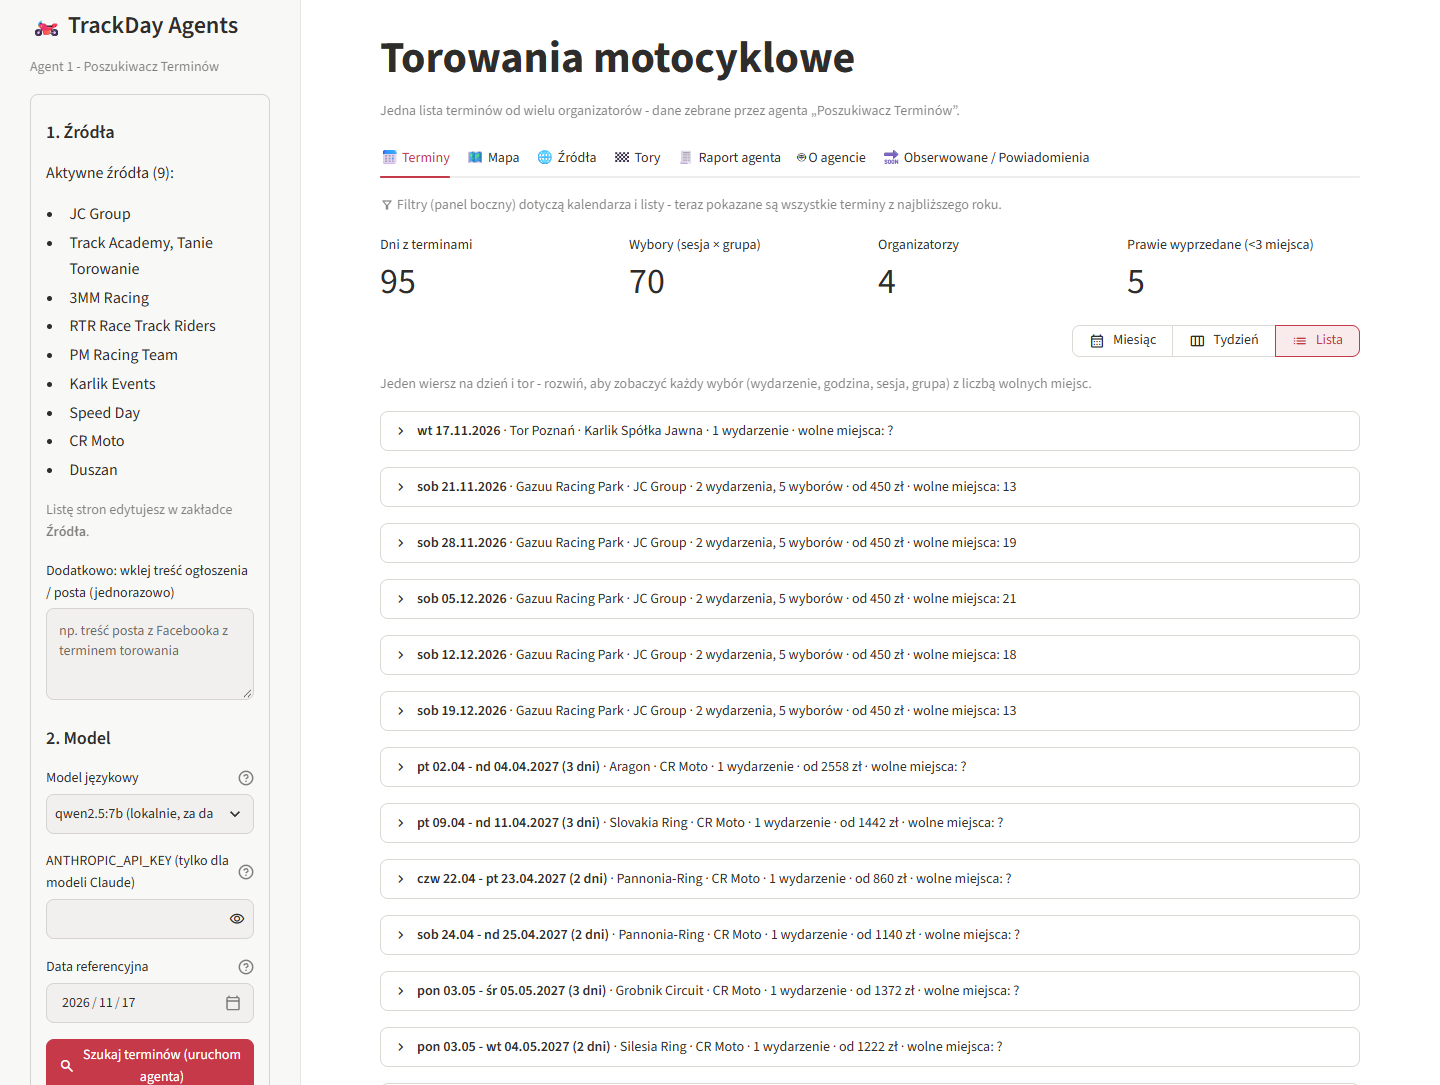 TrackDay Agents
Agent 1 - Poszukiwacz Terminów
1. Źródła
Aktywne źródła (9):
JC Group
Track Academy, Tanie
Torowanie
3MM Racing
RTR Race Track Riders
PM Racing Team
Karlik Events
Speed Day
CR Moto
Duszan
Listę stron edytujesz w zakładce
Źródła.
Dodatkowo: wklej treść ogłoszenia
/ posta (jednorazowo)
np. treść posta z Facebooka z
terminem torowania
2. Model
Model językowy
qwen2.5:7b (lokalnie, za da
ANTHROPIC_API_KEY (tylko dla
modeli Claude)
Data referencyjna
2026 / 11 / 17
Szukaj terminów (uruchom
agenta)
Torowania motocyklowe
Jedna lista terminów od wielu organizatorów - dane zebrane przez agenta „Poszukiwacz Terminów”.
Terminy Mapa Źródła Tory Raport agenta O agencie SOON Obserwowane / Powiadomienia
Filtry (panel boczny) dotyczą kalendarza i listy - teraz pokazane są wszystkie terminy z najbliższego roku.
Dni z terminami
95
Wybory (sesja × grupa)
70
Organizatorzy
4
Prawie wyprzedane (<3 miejsca)
5
Miesiąc Tydzień Lista
Jeden wiersz na dzień i tor - rozwiń, aby zobaczyć każdy wybór (wydarzenie, godzina, sesja, grupa) z liczbą wolnych miejsc.
wt 17.11.2026 · Tor Poznań · Karlik Spółka Jawna · 1 wydarzenie · wolne miejsca: ?
sob 21.11.2026 · Gazuu Racing Park · JC Group · 2 wydarzenia, 5 wyborów · od 450 zł · wolne miejsca: 13
sob 28.11.2026 · Gazuu Racing Park · JC Group · 2 wydarzenia, 5 wyborów · od 450 zł · wolne miejsca: 19
sob 05.12.2026 · Gazuu Racing Park · JC Group · 2 wydarzenia, 5 wyborów · od 450 zł · wolne miejsca: 21
sob 12.12.2026 · Gazuu Racing Park · JC Group · 2 wydarzenia, 5 wyborów · od 450 zł · wolne miejsca: 18
sob 19.12.2026 · Gazuu Racing Park · JC Group · 2 wydarzenia, 5 wyborów · od 450 zł · wolne miejsca: 13
pt 02.04 - nd 04.04.2027 (3 dni) · Aragon · CR Moto · 1 wydarzenie · od 2558 zł · wolne miejsca: ?
pt 09.04 - nd 11.04.2027 (3 dni) · Slovakia Ring · CR Moto · 1 wydarzenie · od 1442 zł · wolne miejsca: ?
czw 22.04 - pt 23.04.2027 (2 dni) · Pannonia-Ring · CR Moto · 1 wydarzenie · od 860 zł · wolne miejsca: ?
sob 24.04 - nd 25.04.2027 (2 dni) · Pannonia-Ring · CR Moto · 1 wydarzenie · od 1140 zł · wolne miejsca: ?
pon 03.05 - śr 05.05.2027 (3 dni) · Grobnik Circuit · CR Moto · 1 wydarzenie · od 1372 zł · wolne miejsca: ?
pon 03.05 - wt 04.05.2027 (2 dni) · Silesia Ring · CR Moto · 1 wydarzenie · od 1222 zł · wolne miejsca: ?